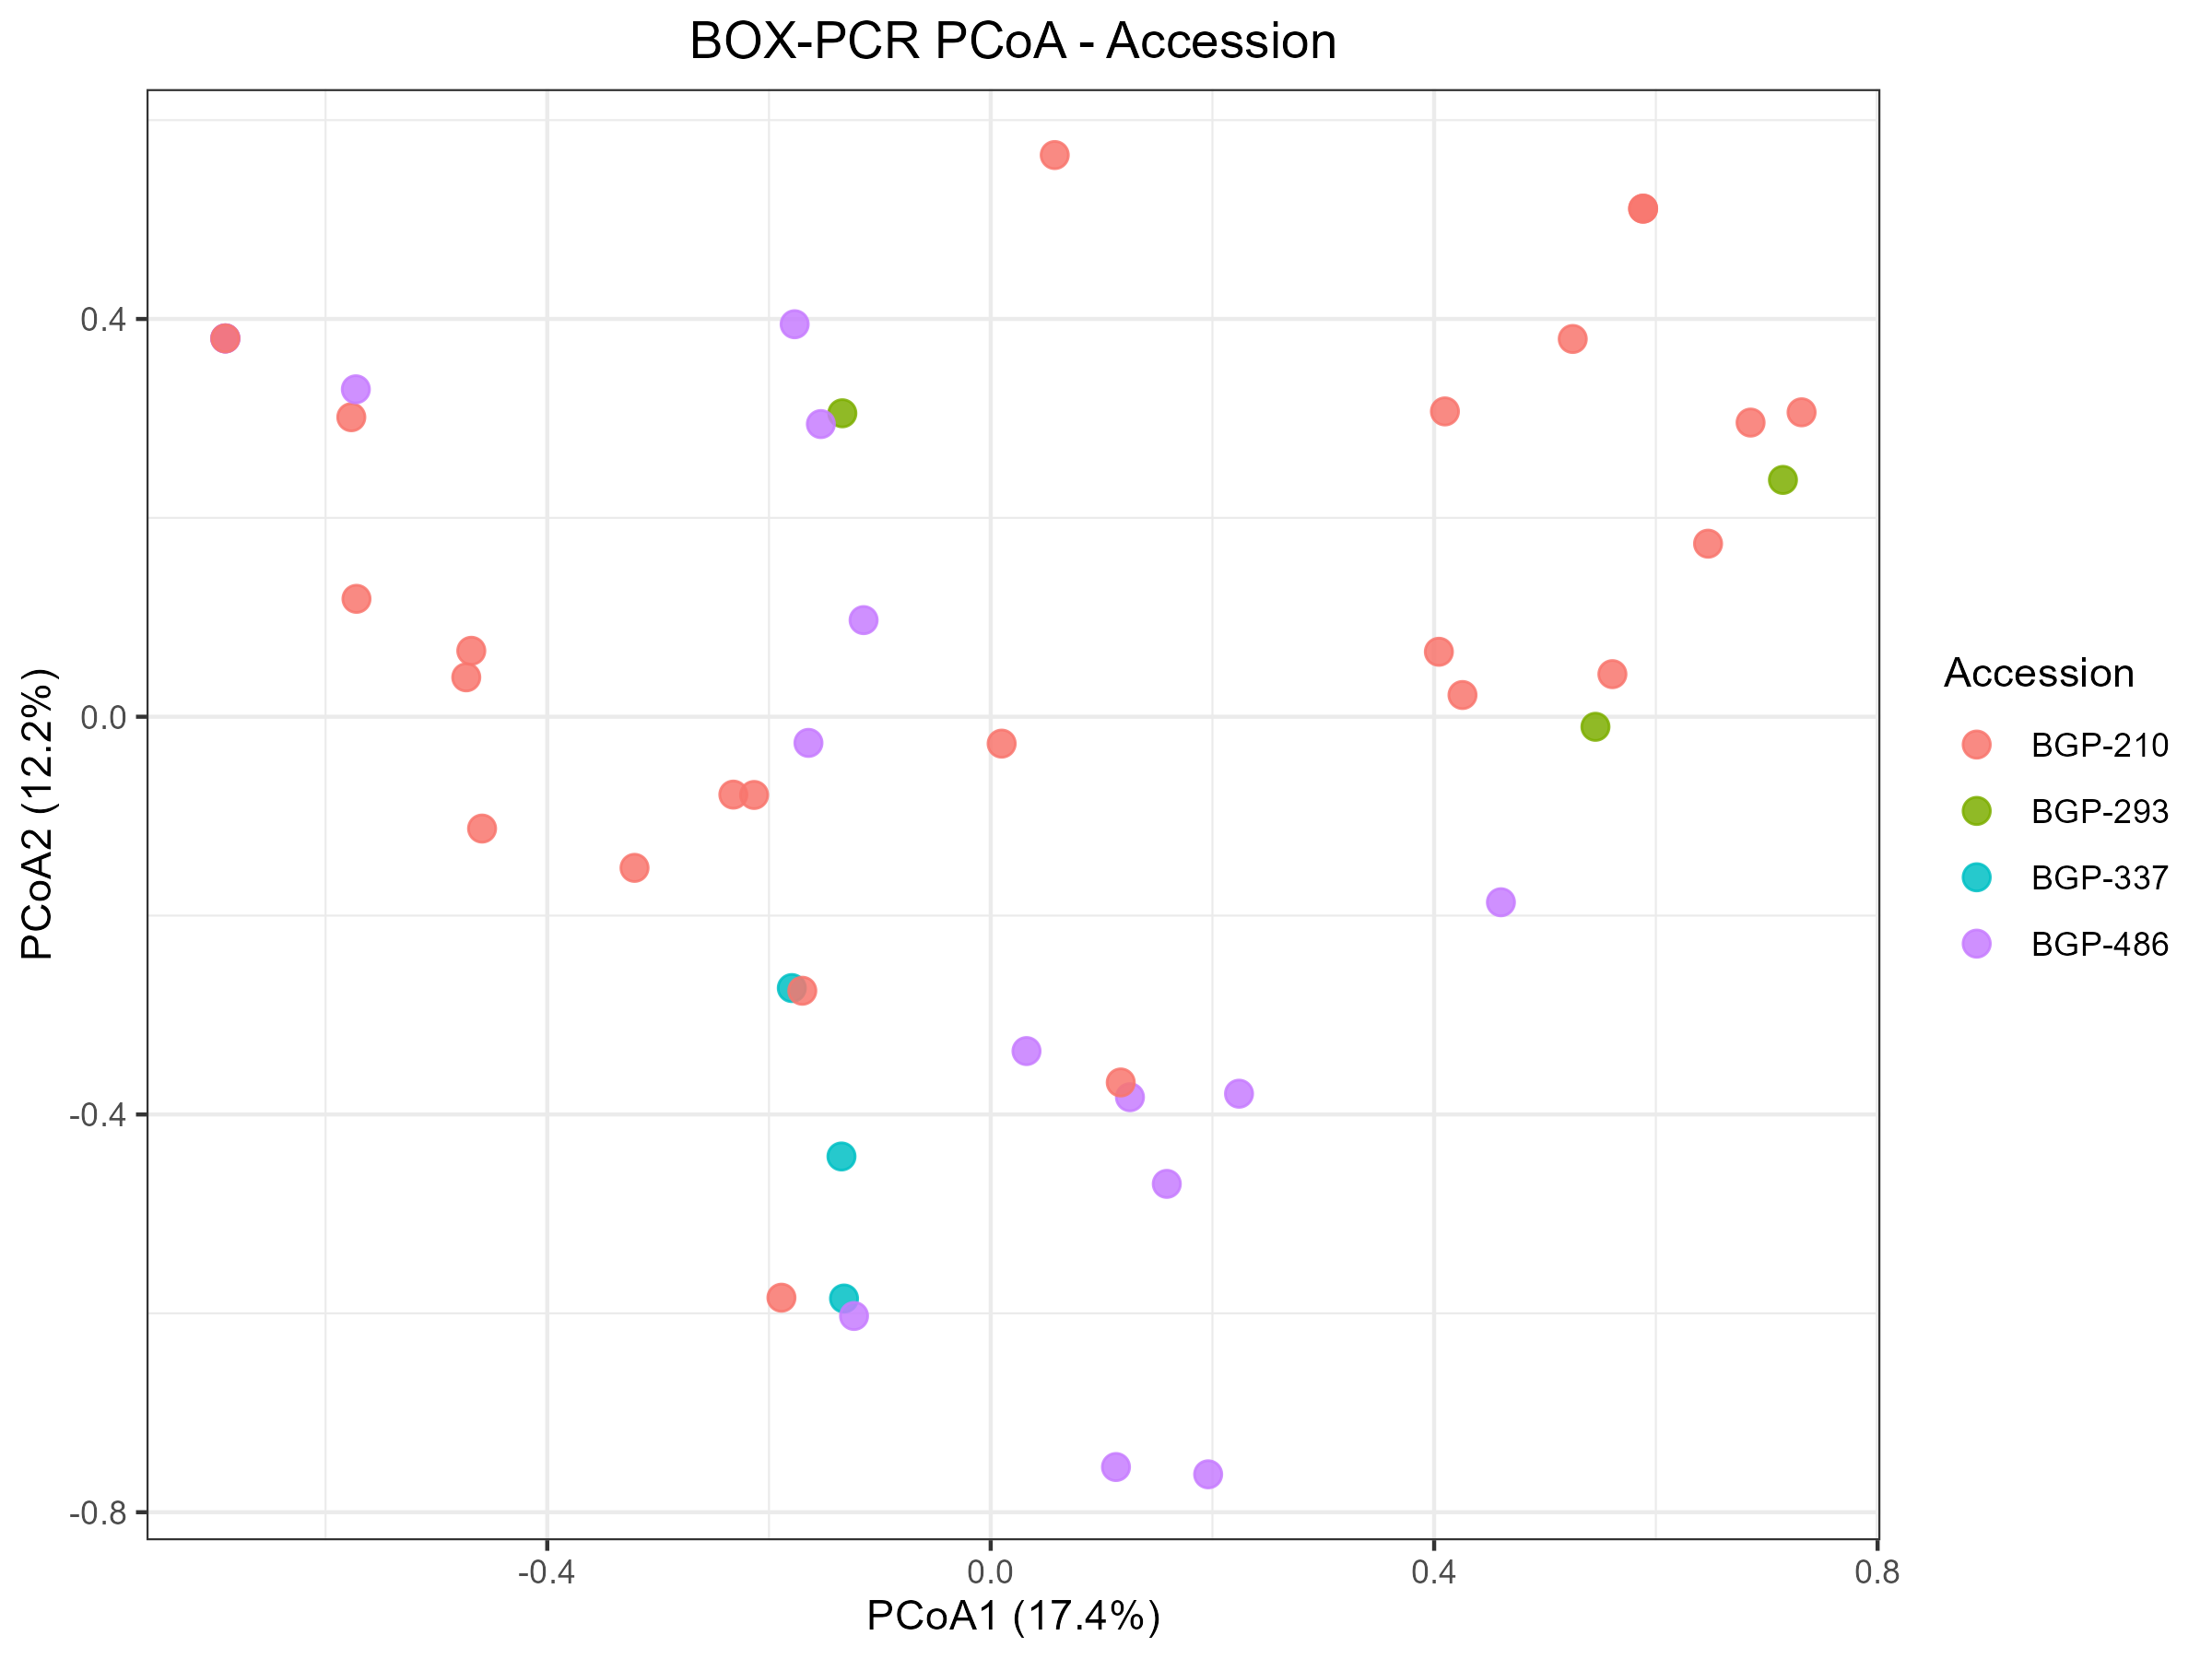 BOX-PCR PCoA - Accession
PCoA2 (12.2%)
0.4
0.0
-0.4
-0.8
-0.4
0.0
0.4
0.8
PCoA1 (17.4%)
Accession
BGP-210
BGP-293
BGP-337
BGP-486